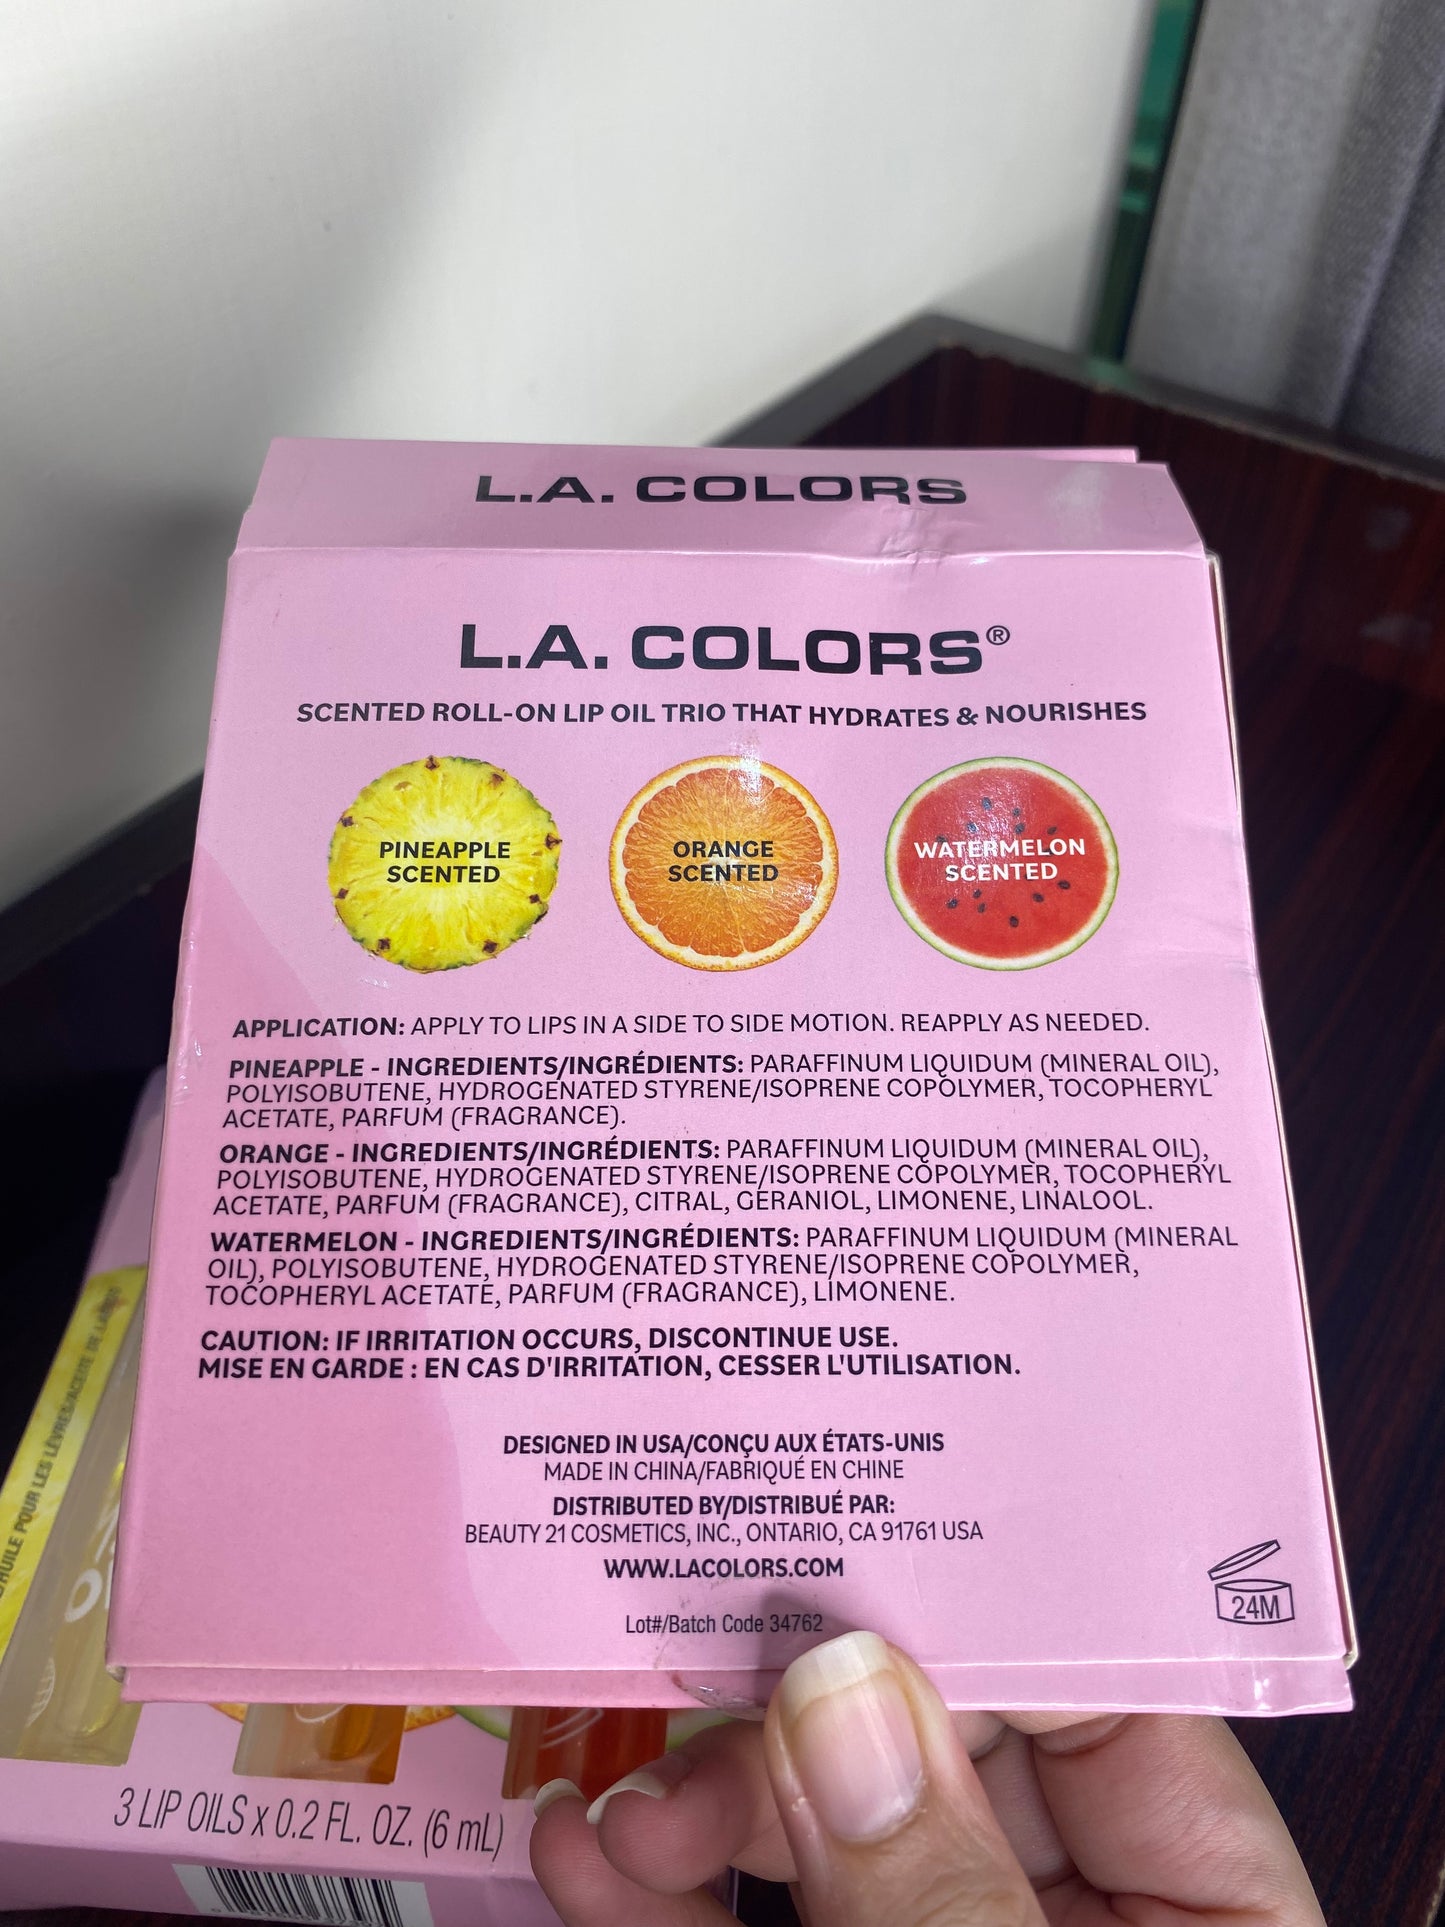 L.A. COLORS
L.A. COLORS®
SCENTED ROLL-ON LIP OIL TRIO THAT HYDRATES & NOURISHES
PINEAPPLE
SCENTED
ORANGE
SCENTED
WATERMELON
SCENTED
APPLICATION: APPLY TO LIPS IN A SIDE TO SIDE MOTION. REAPPLY AS NEEDED.
PINEAPPLE - INGREDIENTS/INGRÉDIENTS: PARAFFINUM LIQUIDUM (MINERAL OIL),
POLYISOBUTENE, HYDROGENATED STYRENE/ISOPRENE COPOLYMER, TOCOPHERYL
ACETATE, PARFUM (FRAGRANCE).
ORANGE - INGREDIENTS/INGRÉDIENTS: PARAFFINUM LIQUIDUM (MINERAL OIL),
POLYISOBUTENE, HYDROGENATED STYRENE/ISOPRENE COPOLYMER, TOCOPHERYL
ACETATE, PARFUM (FRAGRANCE), CITRAL, GERANIOL, LIMONENE, LINALOOL.
WATERMELON - INGREDIENTS/INGRÉDIENTS: PARAFFINUM LIQUIDUM (MINERAL
OIL), POLYISOBUTENE, HYDROGENATED STYRENE/ISOPRENE COPOLYMER,
TOCOPHERYL ACETATE, PARFUM (FRAGRANCE), LIMONENE.
CAUTION: IF IRRITATION OCCURS, DISCONTINUE USE.
MISE EN GARDE : EN CAS D'IRRITATION, CESSER L'UTILISATION.
DESIGNED IN USA/CONÇU AUX ÉTATS-UNIS
MADE IN CHINA/FABRIQUÉ EN CHINE
DISTRIBUTED BY/DISTRIBUÉ PAR:
BEAUTY 21 COSMETICS, INC., ONTARIO, CA 91761 USA
WWW.LACOLORS.COM
24M
Lot#/Batch Code 34762
HUILE POUR LES LÈVRES/ACEITE DE
3 LIP OILS x 0.2 FL. OZ. (6 mL)